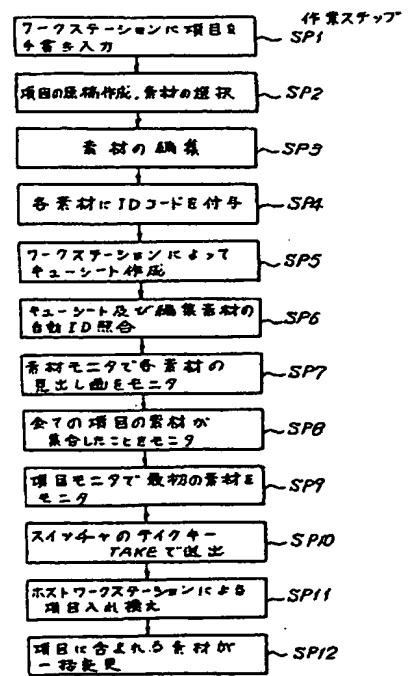 作業ステップ
ワークステーションに項目を
手書き入力
SP1
項目の原稿作成,素材の選択
SP2
素材の編集
SP3
各素材にIDコードを付与
SP4
ワークステーションによって
キューシート作成
SP5
キューシート及び編集素材の
自動ID照合
SP6
素材モニタで各素材の
見出し画をモニタ
SP7
全ての項目の素材が
集合したことをモニタ
SP8
項目モニタで最初の素材を
モニタ
SP9
スイッチャのテイクキー
TAKEで送出
SP10
ホストワークステーションによる
項目入れ換え
SP11
項目に含まれる素材が
一括変更
SP12